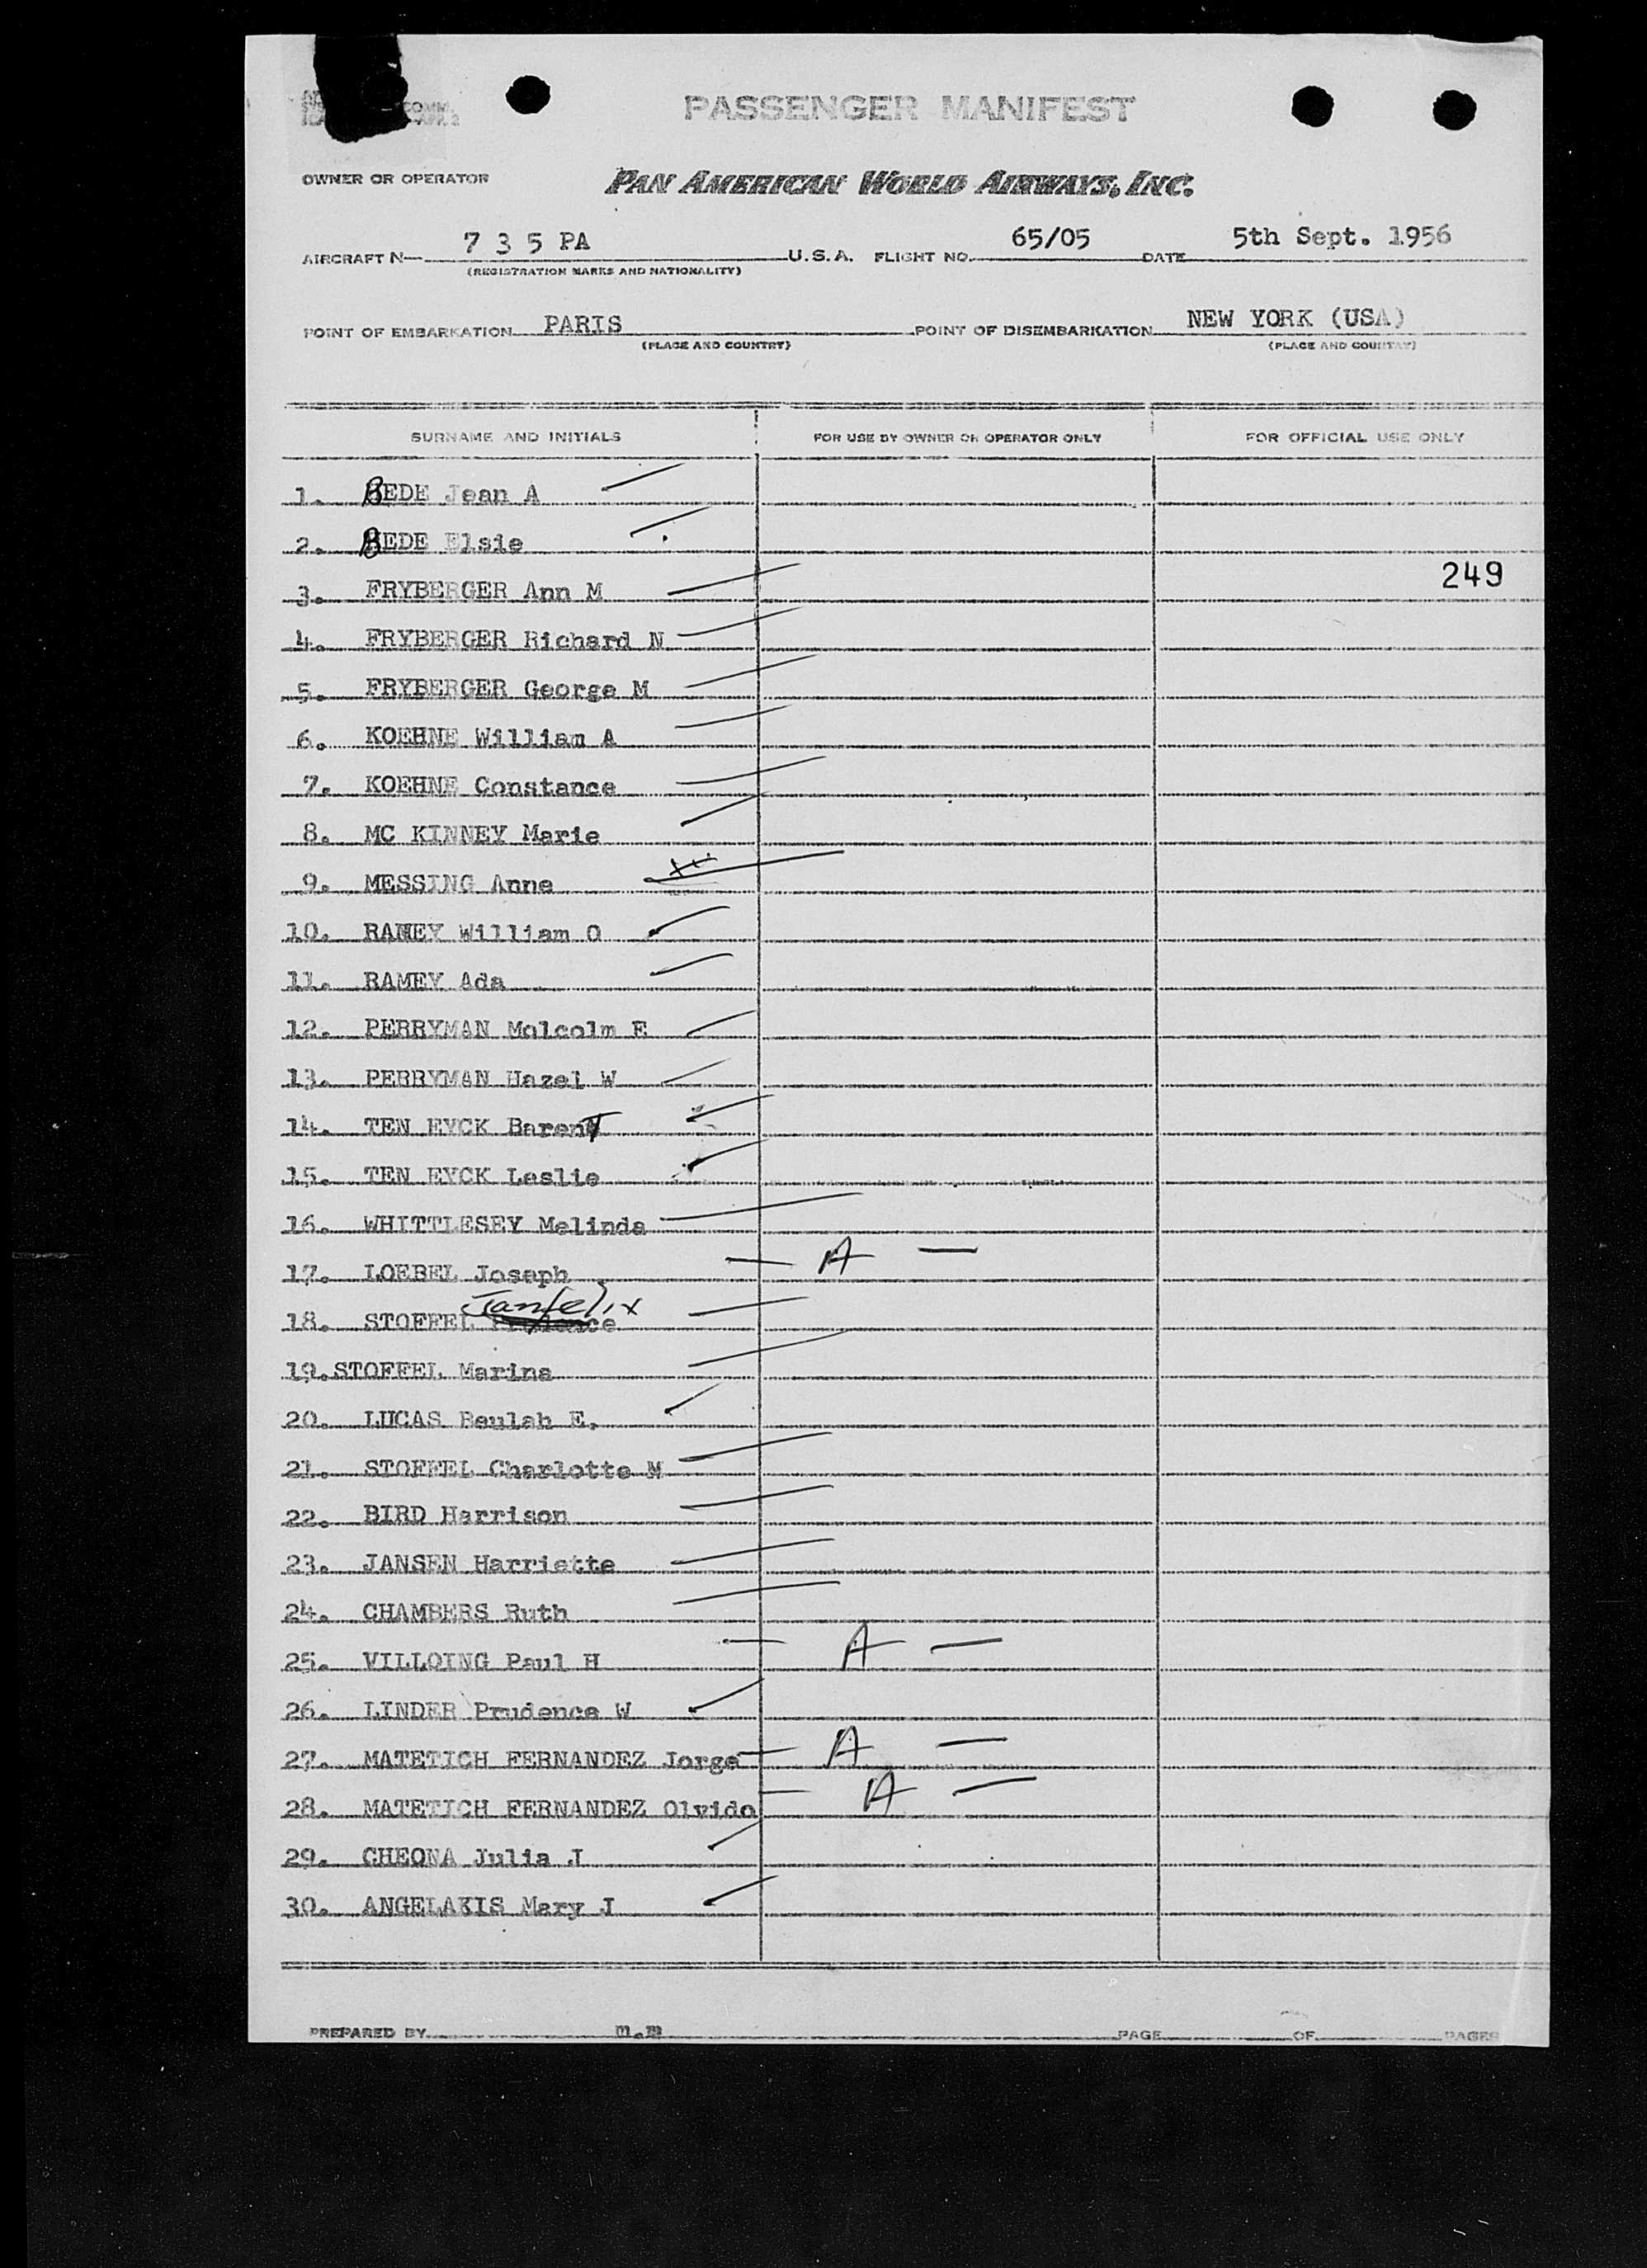 COMM.
PASSENGER MANIFEST
OWNER OR OPERATOR PAN AMERICAN WORLD AIRWAYS, INC.
AIRCRAFT N— 7 3 5 PA U.S.A. FLIGHT NO. 65/05 DATE 5th Sept. 1956
(REGISTRATION MARKS AND NATIONALITY)
POINT OF EMBARKATION PARIS POINT OF DISEMBARKATION NEW YORK (USA)
(PLACE AND COUNTRY) (PLACE AND COUNTRY)
SURNAME AND INITIALS FOR USE BY OWNER OR OPERATOR ONLY FOR OFFICIAL USE ONLY
1. BEDE Jean A
2. BEDE Elsie
3. FRYBERGER Ann M 249
4. FRYBERGER Richard N
5. FRYBERGER George M
6. KOEHNE William A
7. KOEHNE Constance
8. MC KINNEY Marie
9. MESSING Anne
10. RAMEY William O
11. RAMEY Ada
12. PERRYMAN Malcolm E
13. PERRYMAN Hazel W
14. TEN EYCK BarenT
15. TEN EYCK Leslie
16. WHITTLESEY Melinda
17. LOEBEL Joseph — A —
18. STOFFEL Janfelix
19.STOFFEL Marina
20. LUCAS Beulah E.
21. STOFFEL Charlotte M
22. BIRD Harrison
23. JANSEN Harriette
24. CHAMBERS Ruth
25. VILLOING Paul H — A —
26. LINDER Prudence W
27. MATETICH FERNANDEZ Jorge — A —
28. MATETICH FERNANDEZ Olvido — A —
29. CHEONA Julia J
30. ANGELAKIS Mary J
PREPARED BY m.m PAGE OF PAGES